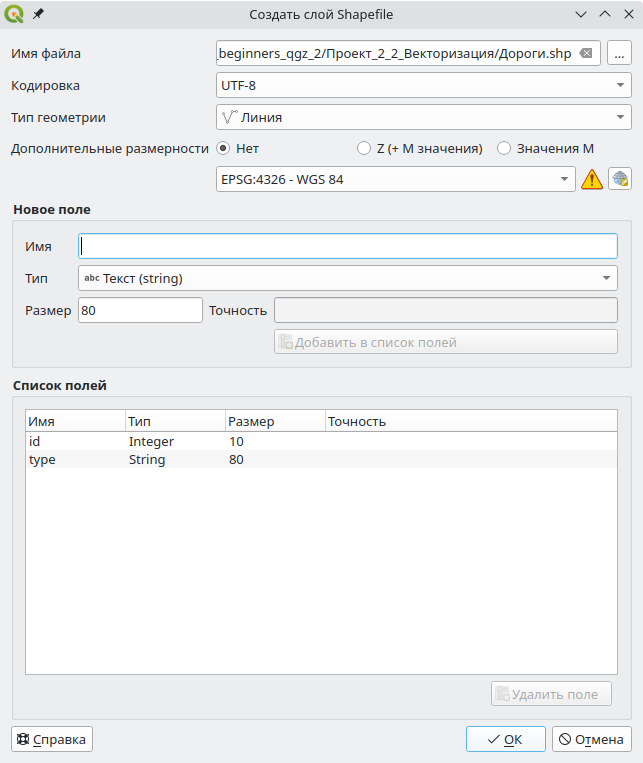 Создать слой Shapefile
Имя файла _beginners_qgz_2/Проект_2_2_Векторизация/Дороги.shp ...
Кодировка UTF-8
Тип геометрии Линия
Дополнительные размерности Нет Z (+ M значения) Значения M
EPSG:4326 - WGS 84
Новое поле
Имя
Тип abc Текст (string)
Размер 80 Точность
Добавить в список полей
Список полей
Имя Тип Размер Точность
id Integer 10
type String 80
Удалить поле
Справка OK Отмена